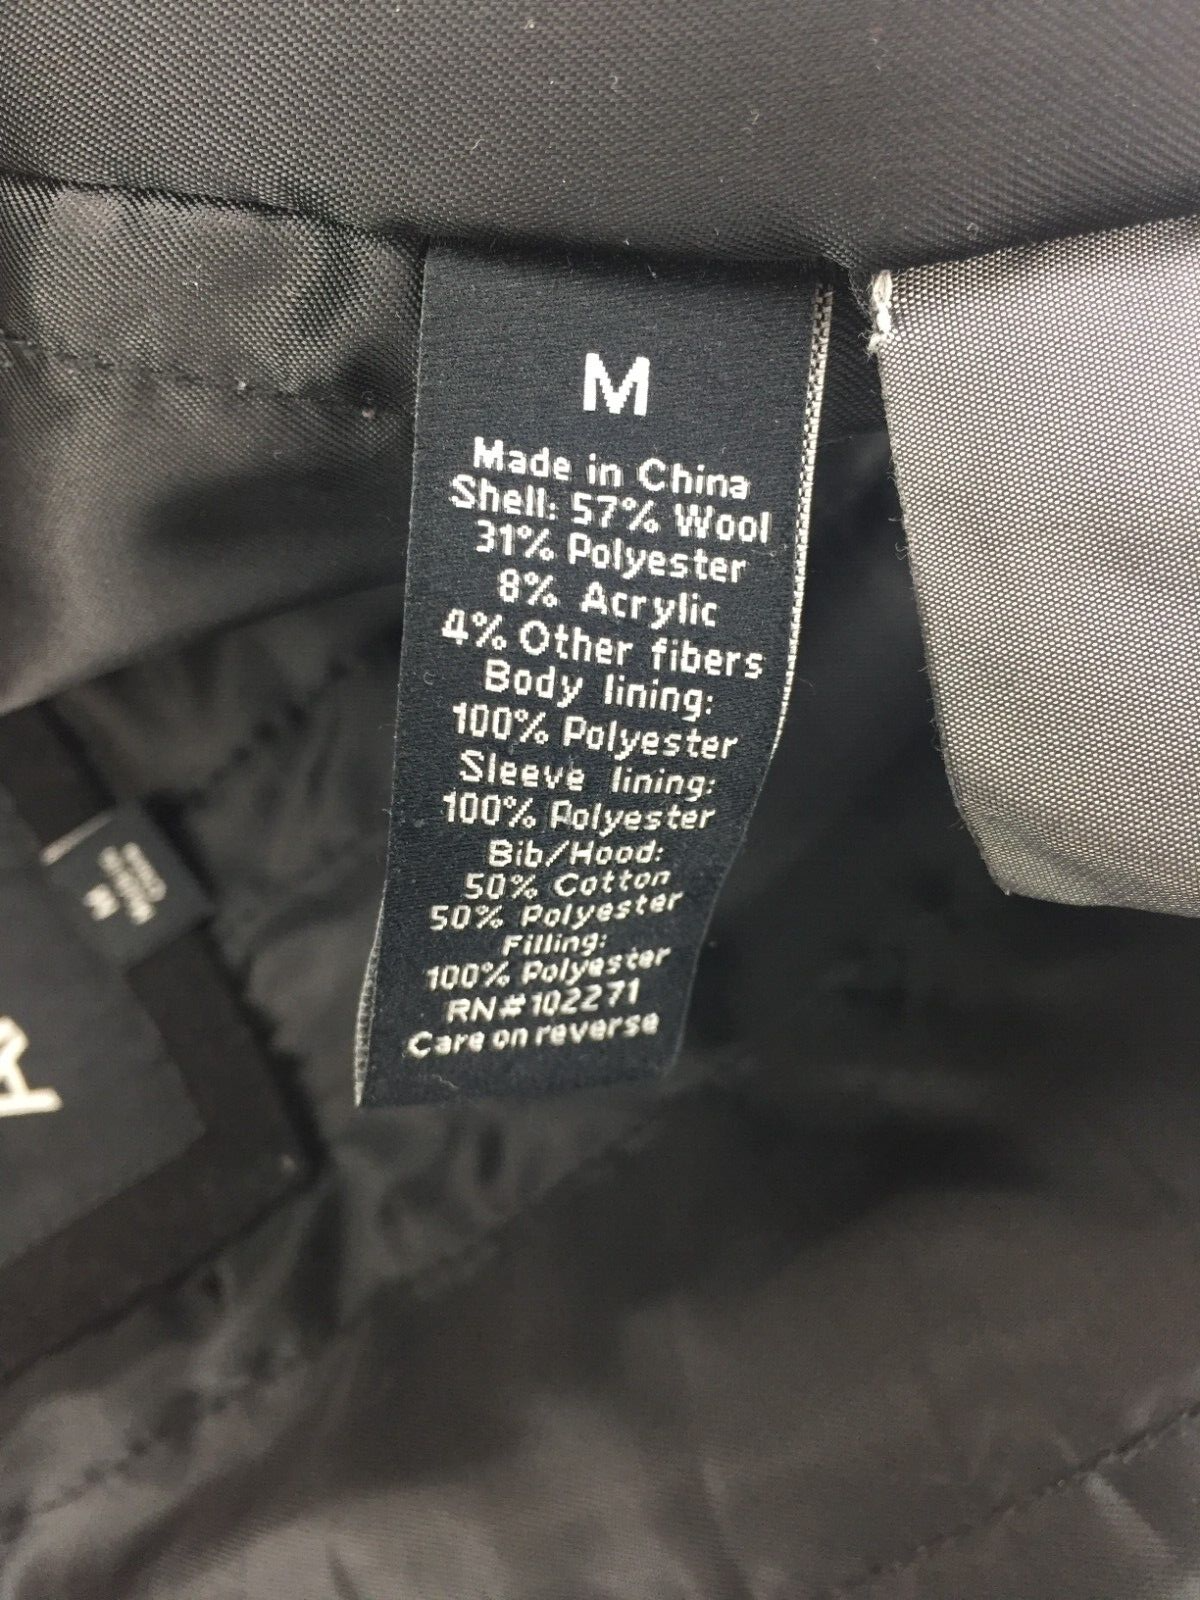 M
Made in China
Shell: 57% Wool
31% Polyester
8% Acrylic
4% Other fibers
Body lining:
100% Polyester
Sleeve lining:
100% Polyester
Bib/Hood:
50% Cotton
50% Polyester
Filling:
100% Polyester
RN#102271
Care on reverse